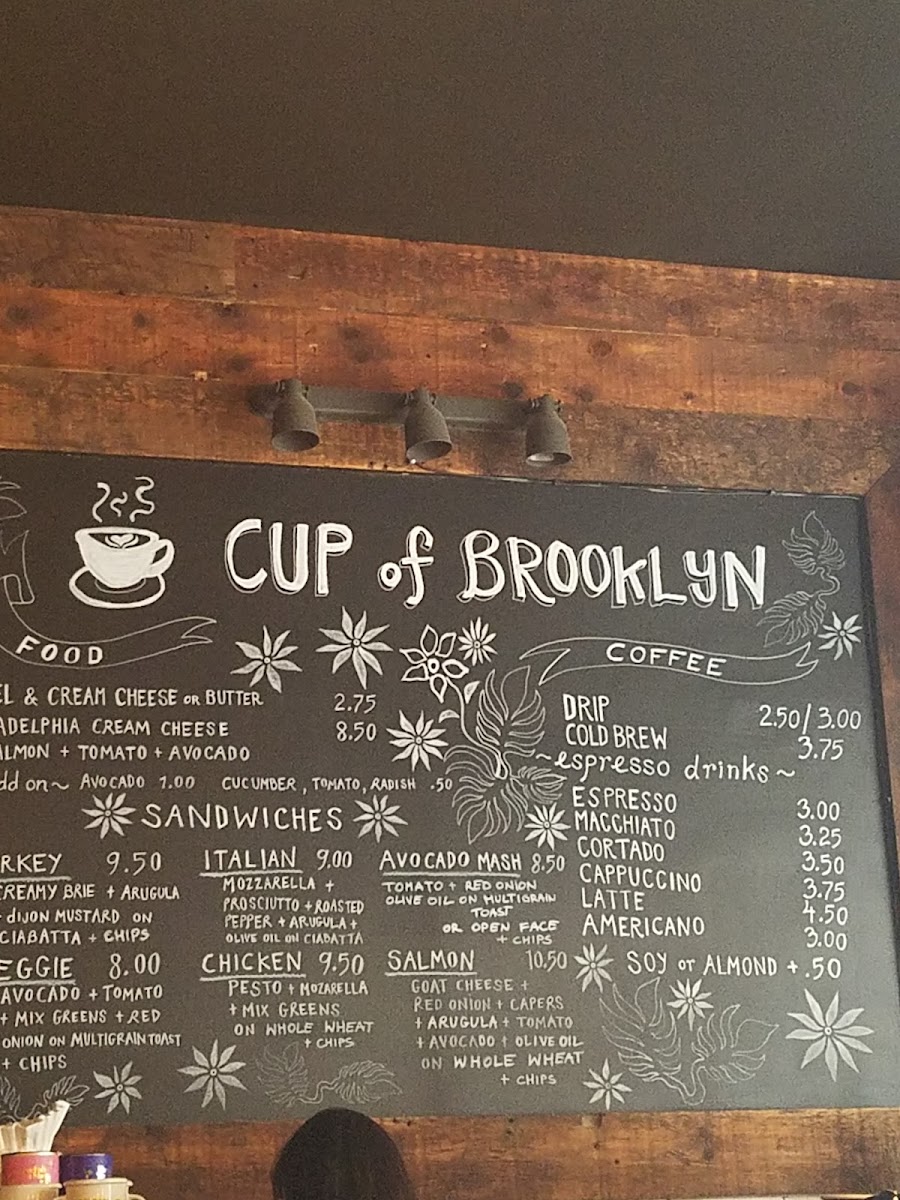 CUP of BROOKLYN
FOOD
& CREAM CHEESE OR BUTTER 2.75
CREAM CHEESE 8.50
+ TOMATO + AVOCADO
on~ AVOCADO 1.00 CUCUMBER, TOMATO, RADISH .50
SANDWICHES
9.50
CREAMY BRIE + ARUGULA
+ DIJON MUSTARD ON
CIABATTA + CHIPS
ITALIAN 9.00
MOZZARELLA +
PROSCIUTTO + ROASTED
PEPPER + ARUGULA +
OLIVE OIL ON CIABATTA
AVOCADO MASH 8.50
TOMATO + RED ONION
OLIVE OIL ON MULTIGRAIN
TOAST
OR OPEN FACE
+ CHIPS
8.00
AVOCADO + TOMATO
+ MIX GREENS + RED
ONION ON MULTIGRAIN TOAST
+ CHIPS
CHICKEN 9.50
PESTO + MOZARELLA
+ MIX GREENS
ON WHOLE WHEAT
+ CHIPS
SALMON 10.50
GOAT CHEESE +
RED ONION + CAPERS
+ ARUGULA + TOMATO
+ AVOCADO + OLIVE OIL
ON WHOLE WHEAT
+ CHIPS
COFFEE
DRIP 2.50/3.00
COLD BREW 3.75
~espresso drinks~
ESPRESSO 3.00
MACCHIATO 3.25
CORTADO 3.50
CAPPUCCINO 3.75
LATTE 4.50
AMERICANO 3.00
SOY or ALMOND + .50